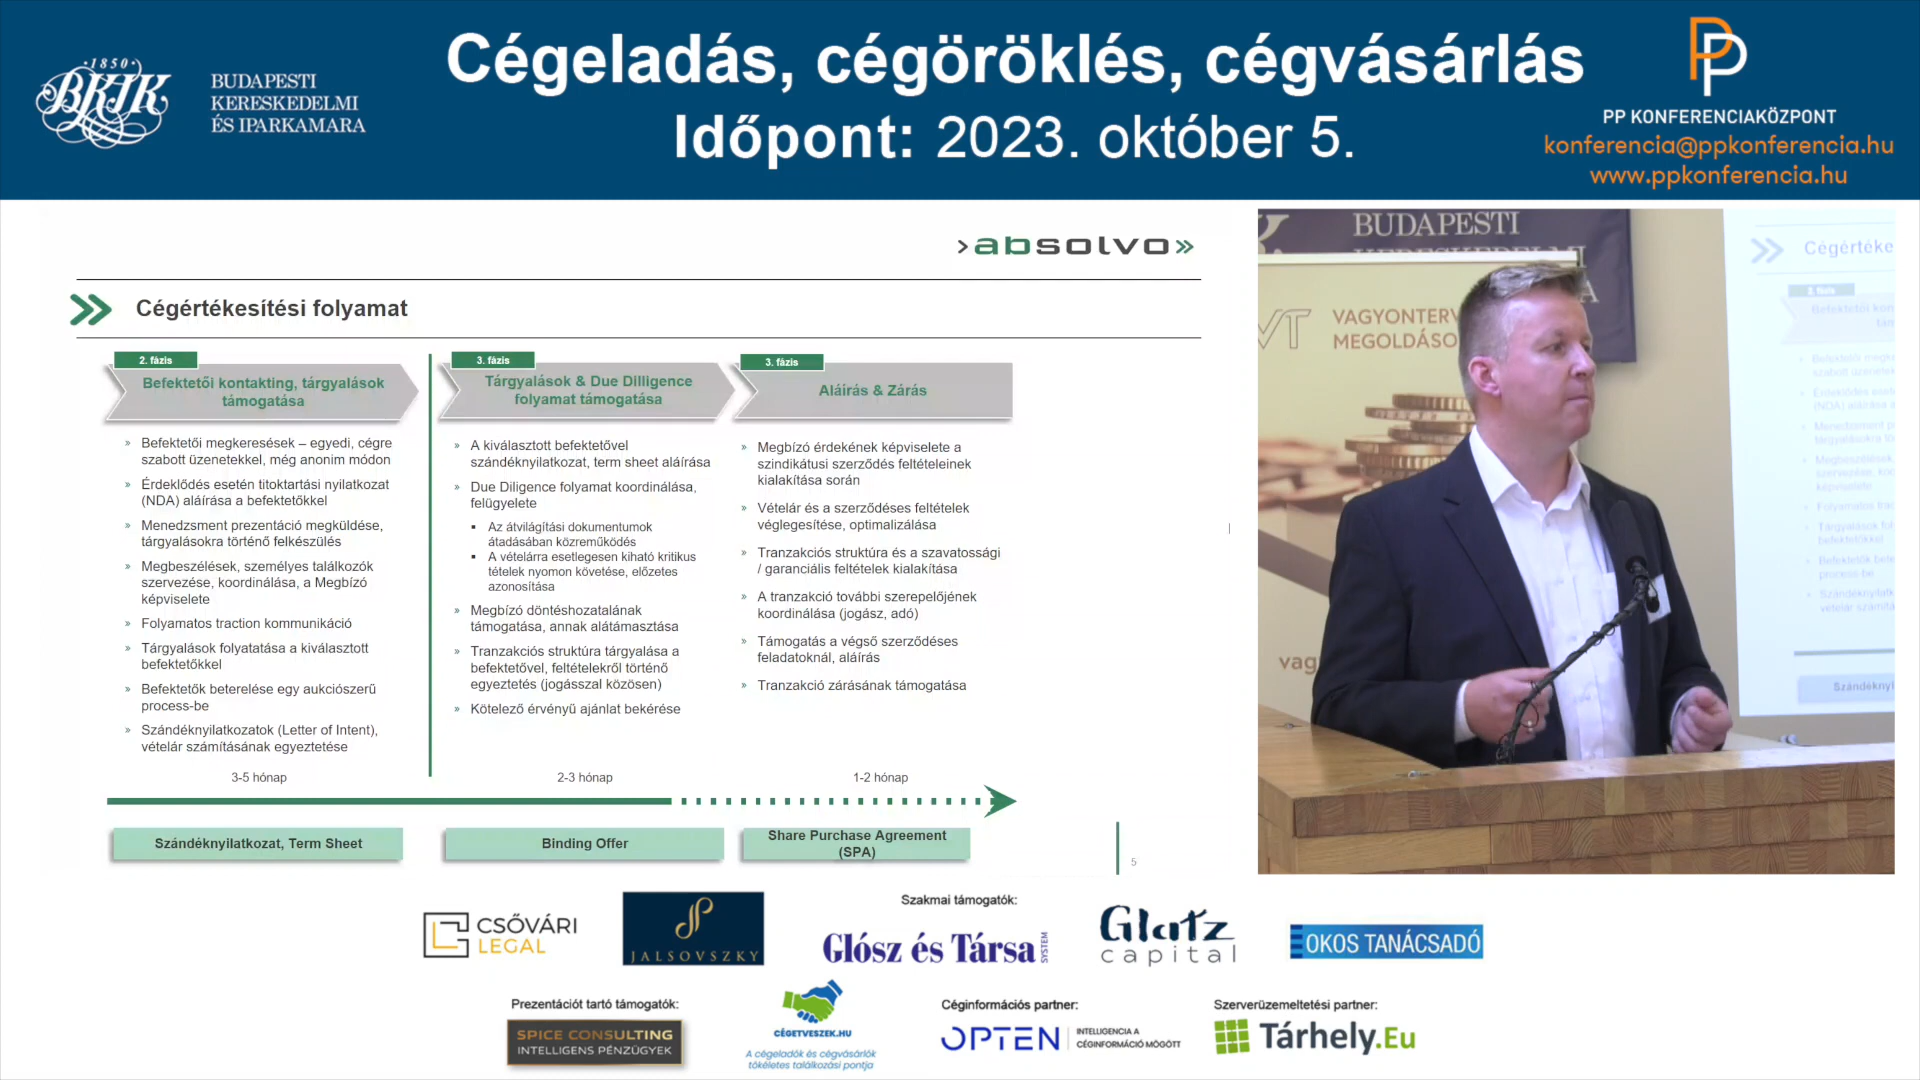 ·1850·
BKIK
BUDAPESTI
KERESKEDELMI
ÉS IPARKAMARA
Cégeladás, cégöröklés, cégvásárlás
Időpont: 2023. október 5.
PP KONFERENCIAKÖZPONT
konferencia@ppkonferencia.hu
www.ppkonferencia.hu
absolvo
Cégértékesítési folyamat
2. fázis
Befektetői kontakting, tárgyalások
támogatása
» Befektetői megkeresések – egyedi, cégre
szabott üzenetekkel, még anonim módon
» Érdeklődés esetén titoktartási nyilatkozat
(NDA) aláírása a befektetőkkel
» Menedzsment prezentáció megküldése,
tárgyalásokra történő felkészülés
» Megbeszélések, személyes találkozók
szervezése, koordinálása, a Megbízó
képviselete
» Folyamatos traction kommunikáció
» Tárgyalások folyatatása a kiválasztott
befektetőkkel
» Befektetők beterelése egy aukciószerű
process-be
» Szándéknyilatkozatok (Letter of Intent),
vételár számításának egyeztetése
3-5 hónap
Szándéknyilatkozat, Term Sheet
3. fázis
Tárgyalások & Due Dilligence
folyamat támogatása
» A kiválasztott befektetővel
szándéknyilatkozat, term sheet aláírása
» Due Diligence folyamat koordinálása,
felügyelete
▪ Az átvilágítási dokumentumok
átadásában közreműködés
▪ A vételárra esetlegesen kiható kritikus
tételek nyomon követése, előzetes
azonosítása
» Megbízó döntéshozatalának
támogatása, annak alátámasztása
» Tranzakciós struktúra tárgyalása a
befektetővel, feltételekről történő
egyeztetés (jogásszal közösen)
» Kötelező érvényű ajánlat bekérése
2-3 hónap
Binding Offer
3. fázis
Aláírás & Zárás
» Megbízó érdekének képviselete a
szindikátusi szerződés feltételeinek
kialakítása során
» Vételár és a szerződéses feltételek
véglegesítése, optimalizálása
» Tranzakciós struktúra és a szavatossági
/ garanciális feltételek kialakítása
» A tranzakció további szerepelőjének
koordinálása (jogász, adó)
» Támogatás a végső szerződéses
feladatoknál, aláírás
» Tranzakció zárásának támogatása
1-2 hónap
Share Purchase Agreement
(SPA)
5
BUDAPESTI
VT VAGYONTERV
MEGOLDÁSO
vag
Cégértéke
Szándéknyi
CSŐVÁRI
LEGAL
JALSOVSZKY
Szakmai támogatók:
Glósz és Társa
SYSTEM
Glatz
capital
OKOS TANÁCSADÓ
Prezentációt tartó támogatók:
SPICE CONSULTING
INTELLIGENS PÉNZÜGYEK
CÉGETVESZEK.HU
A cégeladók és cégvásárlók
tökéletes találkozási pontja
Céginformációs partner:
OPTEN
INTELLIGENCIA A
CÉGINFORMÁCIÓ MÖGÖTT
Szerverüzemeltetési partner:
Tárhely.Eu